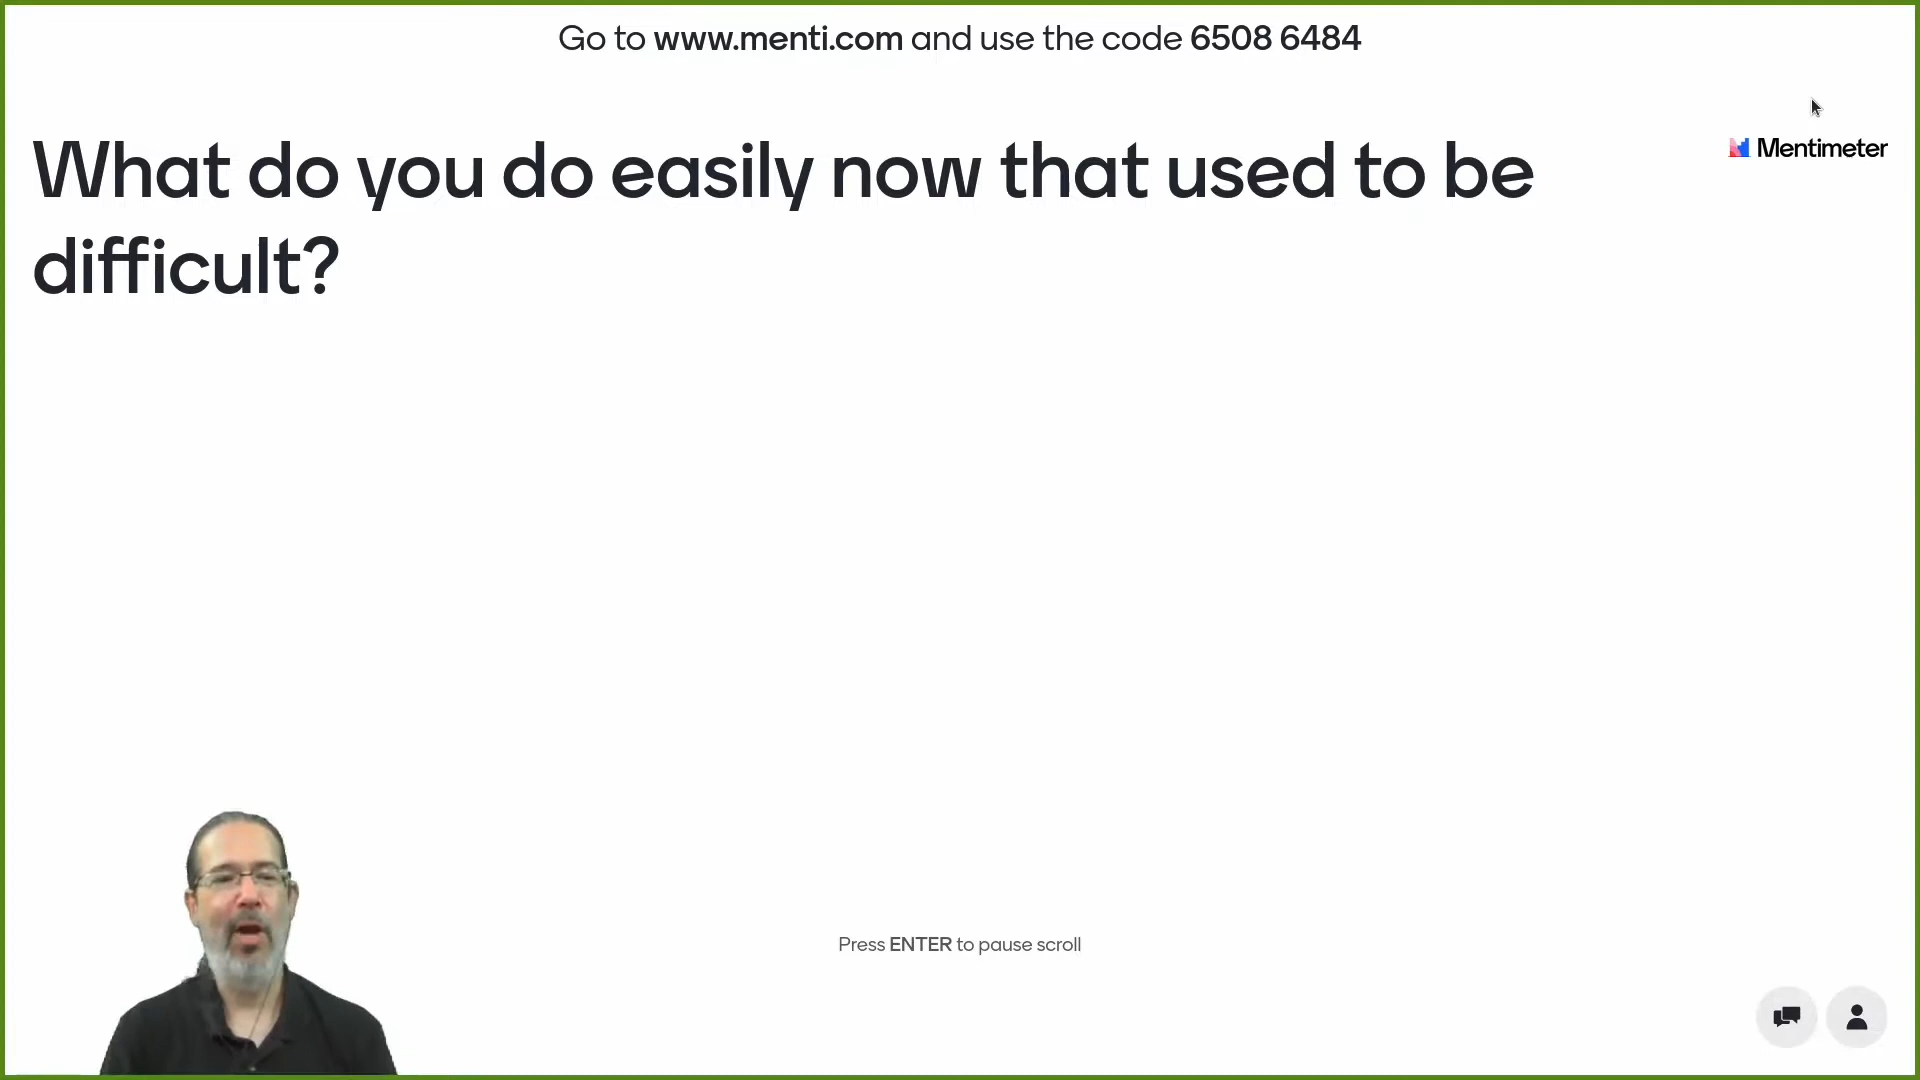 Go to www.menti.com and use the code 6508 6484
Mentimeter
What do you do easily now that used to be
difficult?
Press ENTER to pause scroll